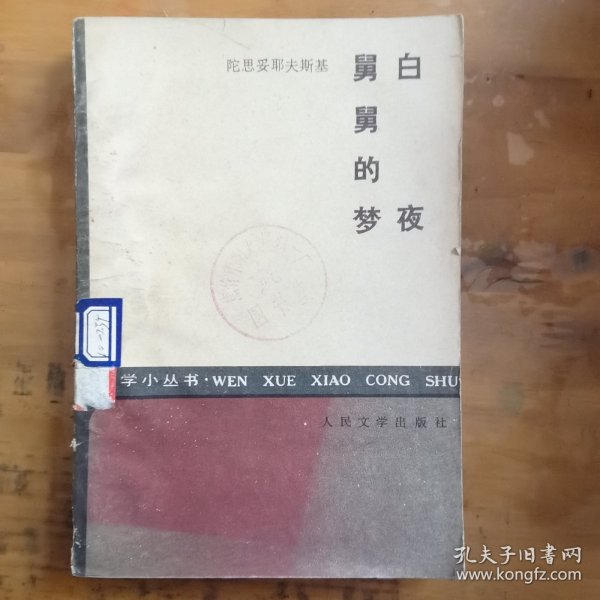 白夜
舅舅的梦
陀思妥耶夫斯基
学小丛书·WEN XUE XIAO CONG SHU
人民文学出版社
孔夫子旧书网
www.kongfz.com